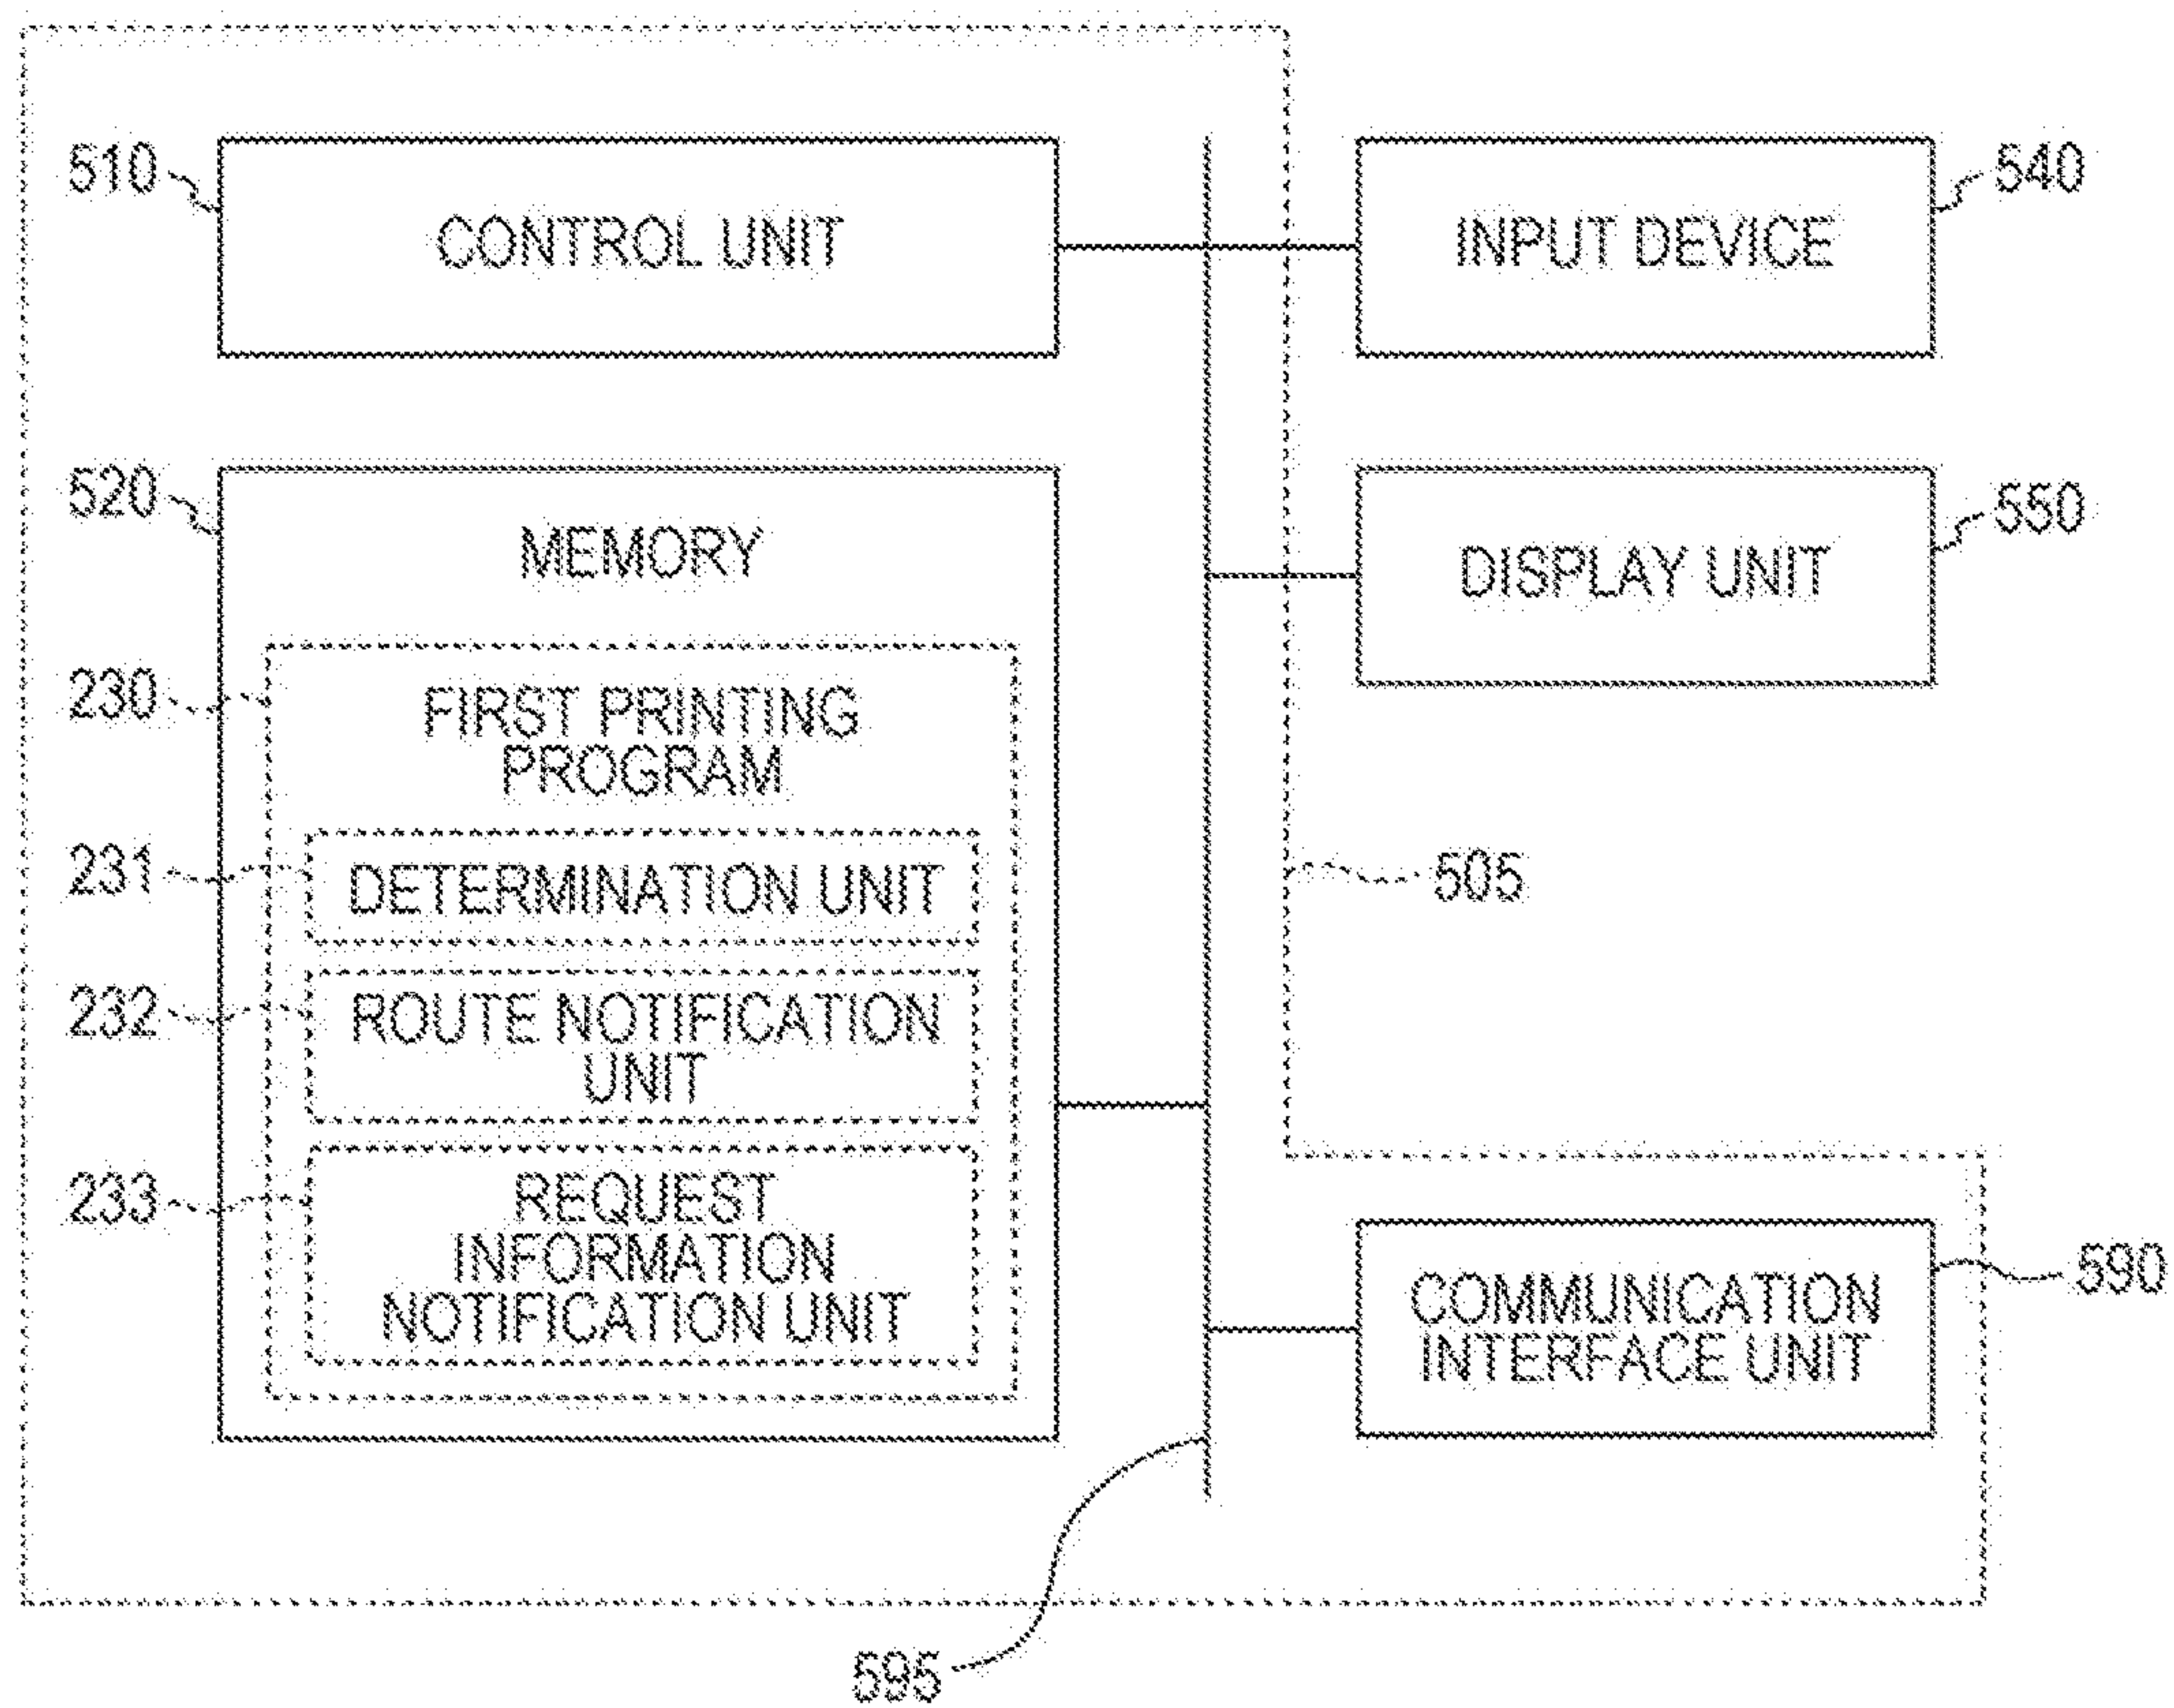 510
CONTROL UNIT
INPUT DEVICE
540
520
MEMORY
DISPLAY UNIT
550
230
FIRST PRINTING
PROGRAM
231
DETERMINATION UNIT
505
232
ROUTE NOTIFICATION
UNIT
233
REQUEST
INFORMATION
NOTIFICATION UNIT
COMMUNICATION
INTERFACE UNIT
590
595